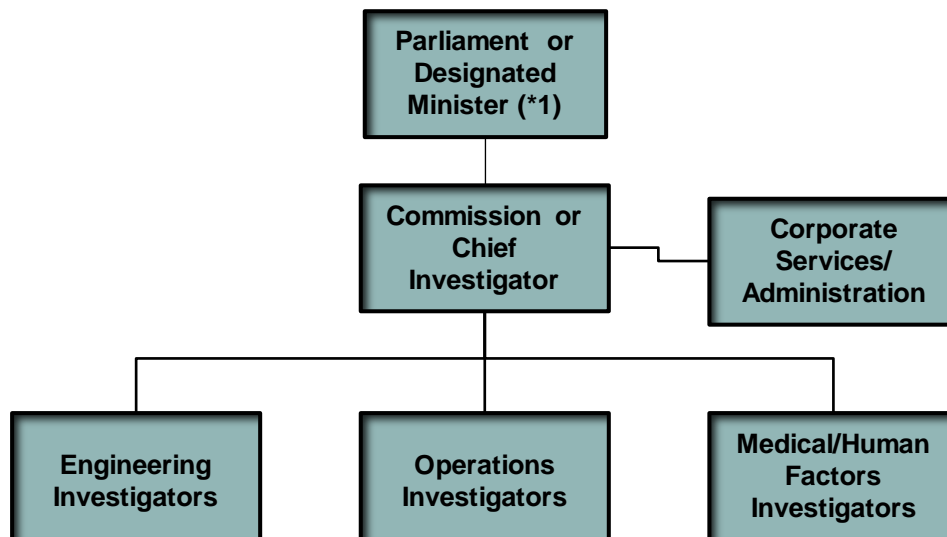 Parliament or
Designated
Minister (*1)
Commission or
Chief
Investigator
Corporate
Services/
Administration
Engineering
Investigators
Operations
Investigators
Medical/Human
Factors
Investigators